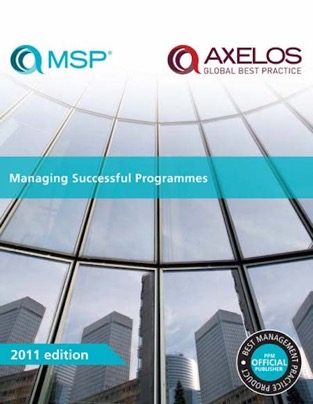 MSP®
AXELOS
GLOBAL BEST PRACTICE
Managing Successful Programmes
2011 edition
BEST MANAGEMENT PRACTICE PRODUCT
PPM
OFFICIAL
PUBLISHER